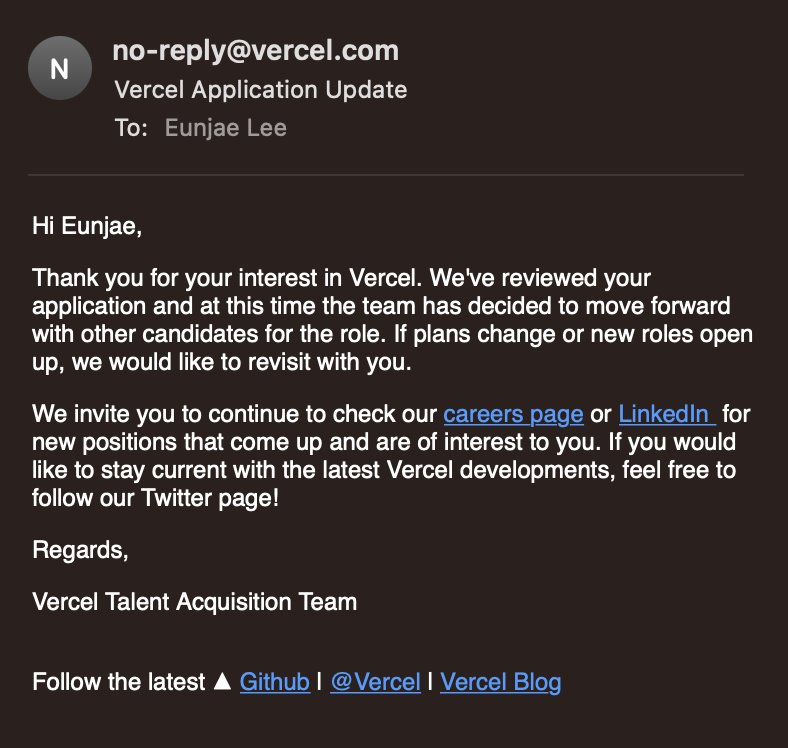 N
no-reply@vercel.com
Vercel Application Update
To: Eunjae Lee
Hi Eunjae,
Thank you for your interest in Vercel. We've reviewed your
application and at this time the team has decided to move forward
with other candidates for the role. If plans change or new roles open
up, we would like to revisit with you.
We invite you to continue to check our careers page or LinkedIn  for
new positions that come up and are of interest to you. If you would
like to stay current with the latest Vercel developments, feel free to
follow our Twitter page!
Regards,
Vercel Talent Acquisition Team
Follow the latest ▲ Github | @Vercel | Vercel Blog